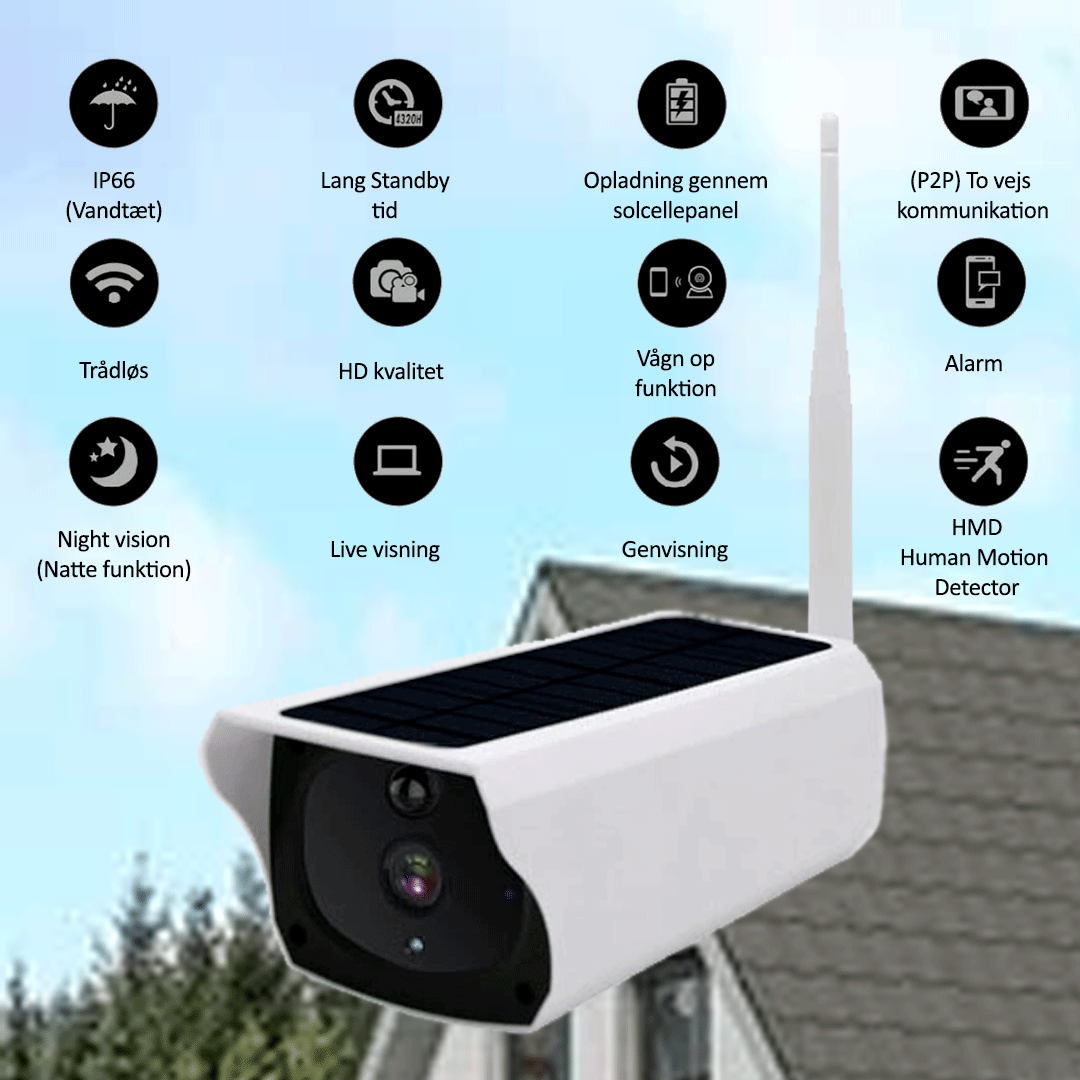 4320H
IP66
(Vandtæt)
Lang Standby
tid
Opladning gennem
solcellepanel
(P2P) To vejs
kommunikation
Trådløs
HD kvalitet
Vågn op
funktion
Alarm
Night vision
(Natte funktion)
Live visning
Genvisning
HMD
Human Motion
Detector